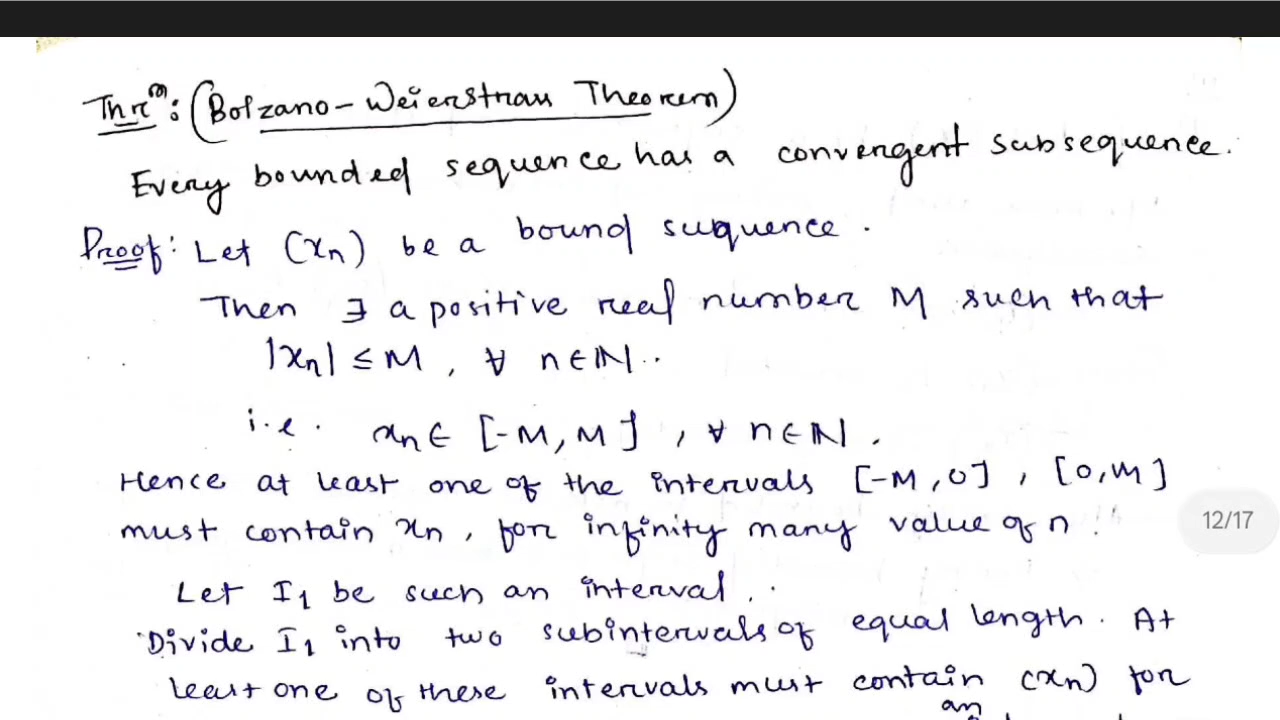 Thrm: (Bolzano-Weierstrass Theorem)
Every bounded sequence has a convergent subsequence.
Proof: Let (xn) be a bound suquence.
Then ∃ a positive real number M such that
|xn| ≤ M, ∀ n∈ℕ.
i.e. xn ∈ [-M, M], ∀ n∈ℕ.
Hence at least one of the intervals [-M,0], [0,M]
must contain xn, for infinity many value of n
12/17
Let I1 be such an interval.
Divide I1 into two subintervals of equal length. At
least one of these intervals must contain (xn) for
an